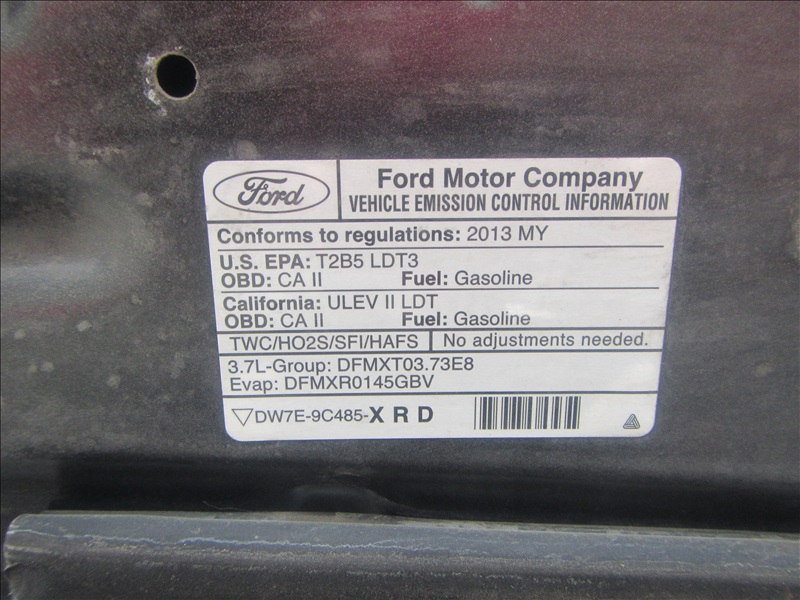 Ford
Ford Motor Company
VEHICLE EMISSION CONTROL INFORMATION
Conforms to regulations: 2013 MY
U.S. EPA: T2B5 LDT3
OBD: CA II Fuel: Gasoline
California: ULEV II LDT
OBD: CA II Fuel: Gasoline
TWC/HO2S/SFI/HAFS No adjustments needed.
3.7L-Group: DFMXT03.73E8
Evap: DFMXR0145GBV
DW7E-9C485-X R D